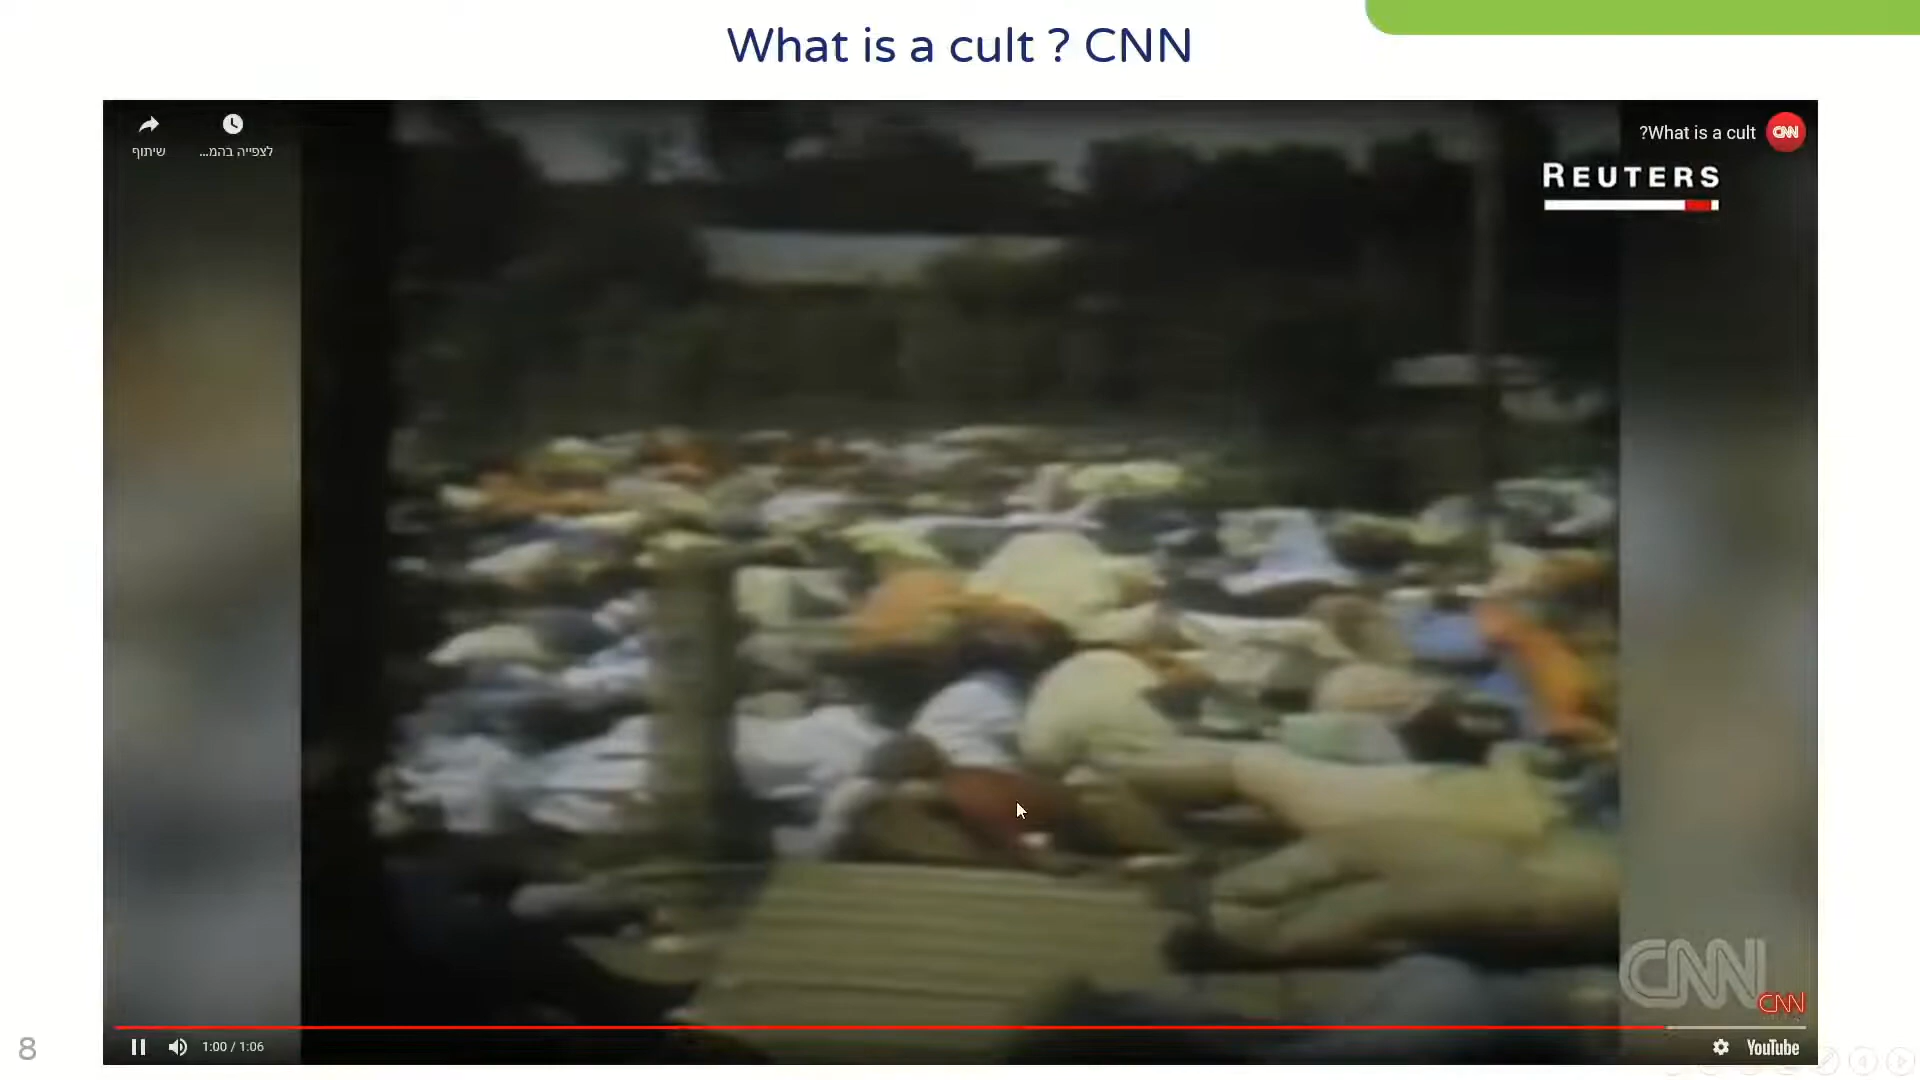 What is a cult ? CNN
שיתוף
לצפייה בהמ...
?What is a cult
CNN
REUTERS
CNN
CNN
1:00 / 1:06
YouTube
8